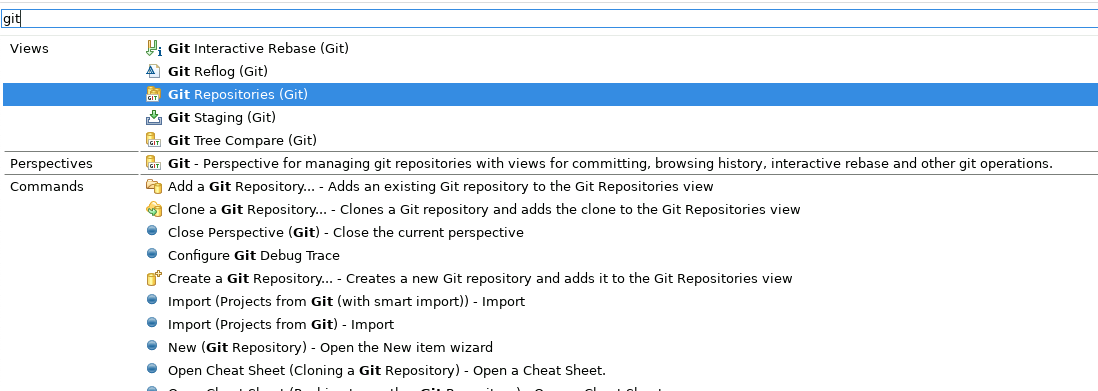 git
Views
Git Interactive Rebase (Git)
Git Reflog (Git)
Git Repositories (Git)
Git Staging (Git)
Git Tree Compare (Git)
Perspectives
Git - Perspective for managing git repositories with views for committing, browsing history, interactive rebase and other git operations.
Commands
Add a Git Repository... - Adds an existing Git repository to the Git Repositories view
Clone a Git Repository... - Clones a Git repository and adds the clone to the Git Repositories view
Close Perspective (Git) - Close the current perspective
Configure Git Debug Trace
Create a Git Repository... - Creates a new Git repository and adds it to the Git Repositories view
Import (Projects from Git (with smart import)) - Import
Import (Projects from Git) - Import
New (Git Repository) - Open the New item wizard
Open Cheat Sheet (Cloning a Git Repository) - Open a Cheat Sheet.